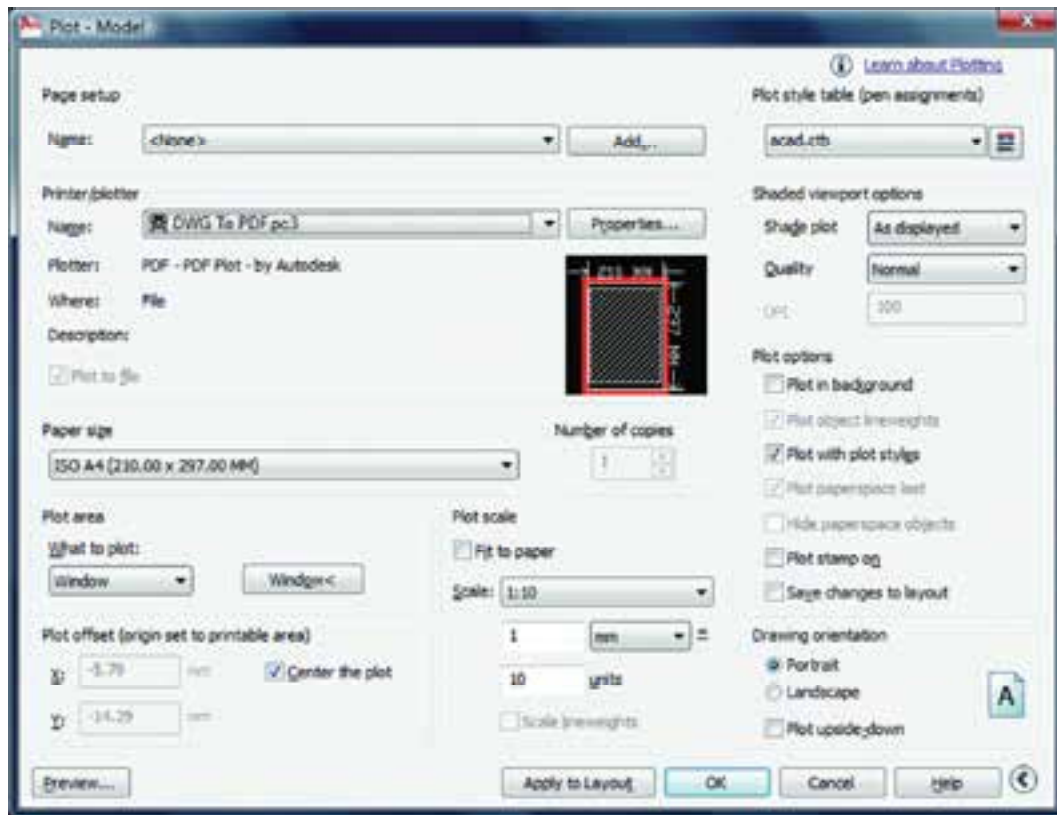 Plot - Model
Learn about Plotting
Page setup
Name: <None> Add...
Plot style table (pen assignments)
acad.ctb
Printer/plotter
Name: DWG To PDF.pc3 Properties...
Plotter: PDF - PDF Plot - by Autodesk
Where: File
Description:
Plot to file
210 MM
297 MM
Shaded viewport options
Shade plot As displayed
Quality Normal
DPI 100
Paper size
ISO A4 (210.00 x 297.00 MM)
Number of copies
1
Plot options
Plot in background
Plot object lineweights
Plot with plot styles
Plot paperspace last
Hide paperspace objects
Plot stamp on
Save changes to layout
Plot area
What to plot:
Window Window<
Plot scale
Fit to paper
Scale: 1:10
1 mm =
10 units
Scale lineweights
Plot offset (origin set to printable area)
X: -5.79 mm Center the plot
Y: -14.29 mm
Drawing orientation
Portrait
Landscape
Plot upside-down
A
Preview... Apply to Layout OK Cancel Help